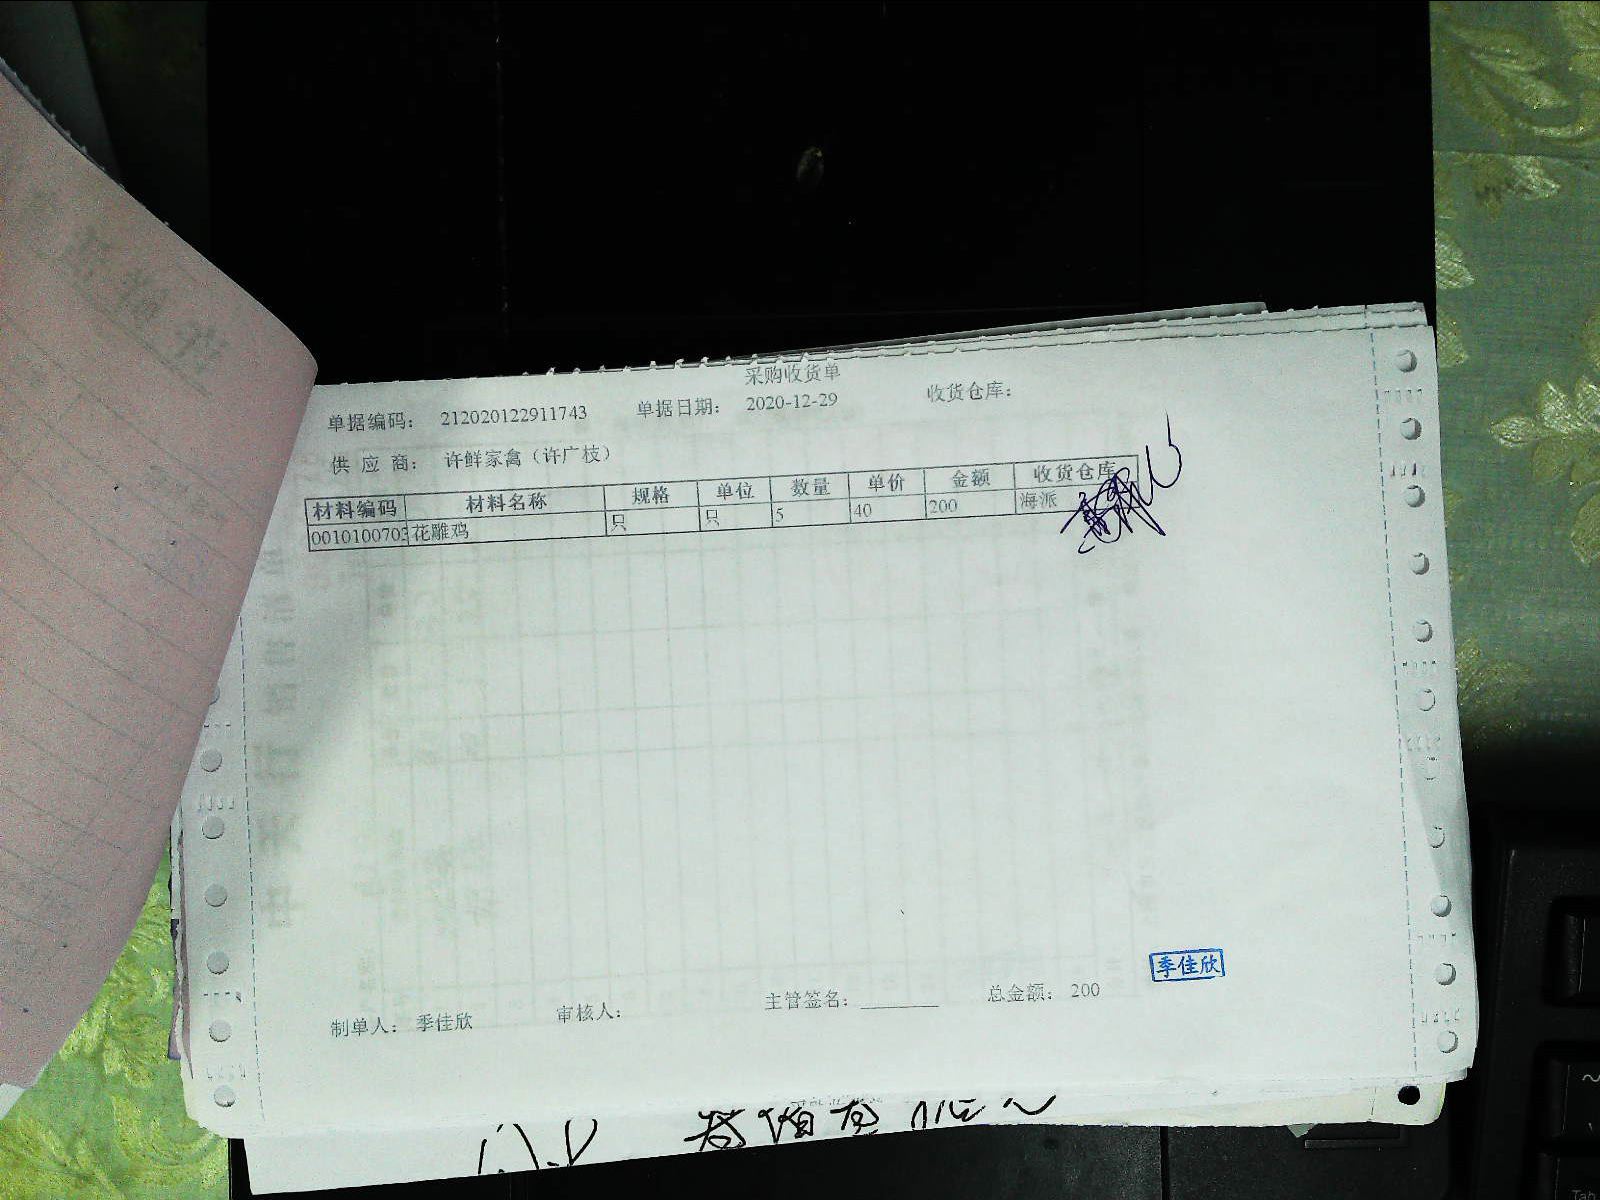 采购收货单
单据编码： 212020122911743 单据日期： 2020-12-29 收货仓库：
供 应 商： 许鲜家禽（许广枝）
材料编码 材料名称 规格 单位 数量 单价 金额 收货仓库
0010100703 花雕鸡 只 只 5 40 200 海派
季佳欣
制单人： 季佳欣 审核人： 主管签名：________ 总金额： 200